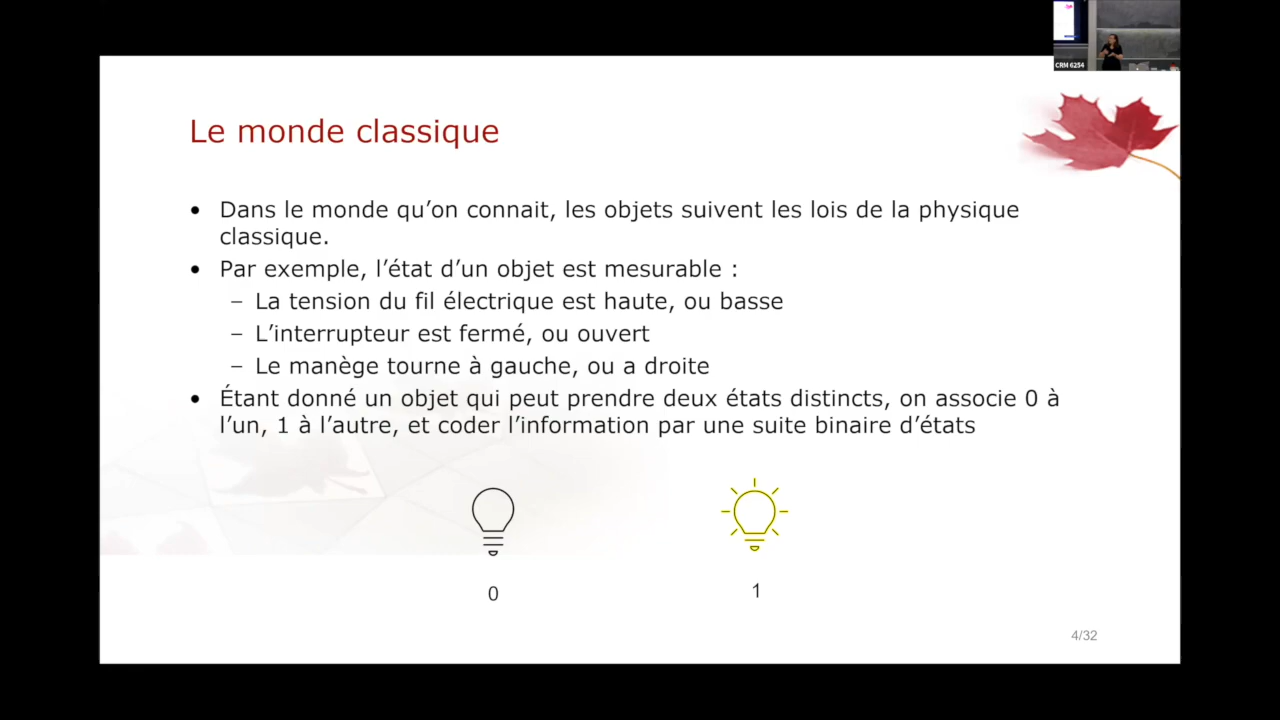 CRM 6254
Le monde classique
• Dans le monde qu’on connait, les objets suivent les lois de la physique
classique.
• Par exemple, l’état d’un objet est mesurable :
– La tension du fil électrique est haute, ou basse
– L’interrupteur est fermé, ou ouvert
– Le manège tourne à gauche, ou a droite
• Étant donné un objet qui peut prendre deux états distincts, on associe 0 à
l’un, 1 à l’autre, et coder l’information par une suite binaire d’états
0
1
4/32